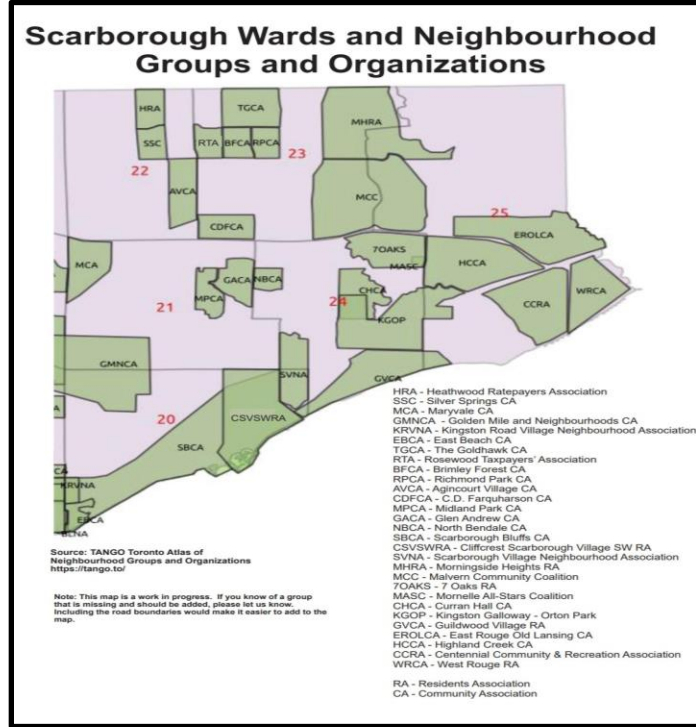 Scarborough Wards and Neighbourhood
Groups and Organizations
HRA
TGCA
MHRA
SSC
RTA
BFCA
RPCA
23
22
AVCA
MCC
CDFCA
25
EROLCA
7OAKS
MASC
HCCA
MCA
GACA
NBCA
MPCA
CHCA
WRCA
21
24
CCRA
KGOP
GMNCA
SVNA
GVCA
20
CSVSWRA
SBCA
CA
KRVNA
EBCA
BLNA
HRA - Heathwood Ratepayers Association
SSC - Silver Springs CA
MCA - Maryvale CA
GMNCA - Golden Mile and Neighbourhoods CA
KRVNA - Kingston Road Village Neighbourhood Association
EBCA - East Beach CA
TGCA - The Goldhawk CA
RTA - Rosewood Taxpayers' Association
BFCA - Brimley Forest CA
RPCA - Richmond Park CA
AVCA - Agincourt Village CA
CDFCA - C.D. Farquharson CA
MPCA - Midland Park CA
GACA - Glen Andrew CA
NBCA - North Bendale CA
SBCA - Scarborough Bluffs CA
CSVSWRA - Cliffcrest Scarborough Village SW RA
SVNA - Scarborough Village Neighbourhood Association
MHRA - Morningside Heights RA
MCC - Malvern Community Coalition
7OAKS - 7 Oaks RA
MASC - Mornelle All-Stars Coalition
CHCA - Curran Hall CA
KGOP - Kingston Galloway - Orton Park
GVCA - Guildwood Village RA
EROLCA - East Rouge Old Lansing CA
HCCA - Highland Creek CA
CCRA - Centennial Community & Recreation Association
WRCA - West Rouge RA
RA - Residents Association
CA - Community Association
Source: TANGO Toronto Atlas of
Neighbourhood Groups and Organizations
https://tango.to/
Note: This map is a work in progress. If you know of a group
that is missing and should be added, please let us know.
Including the road boundaries would make it easier to add to the
map.